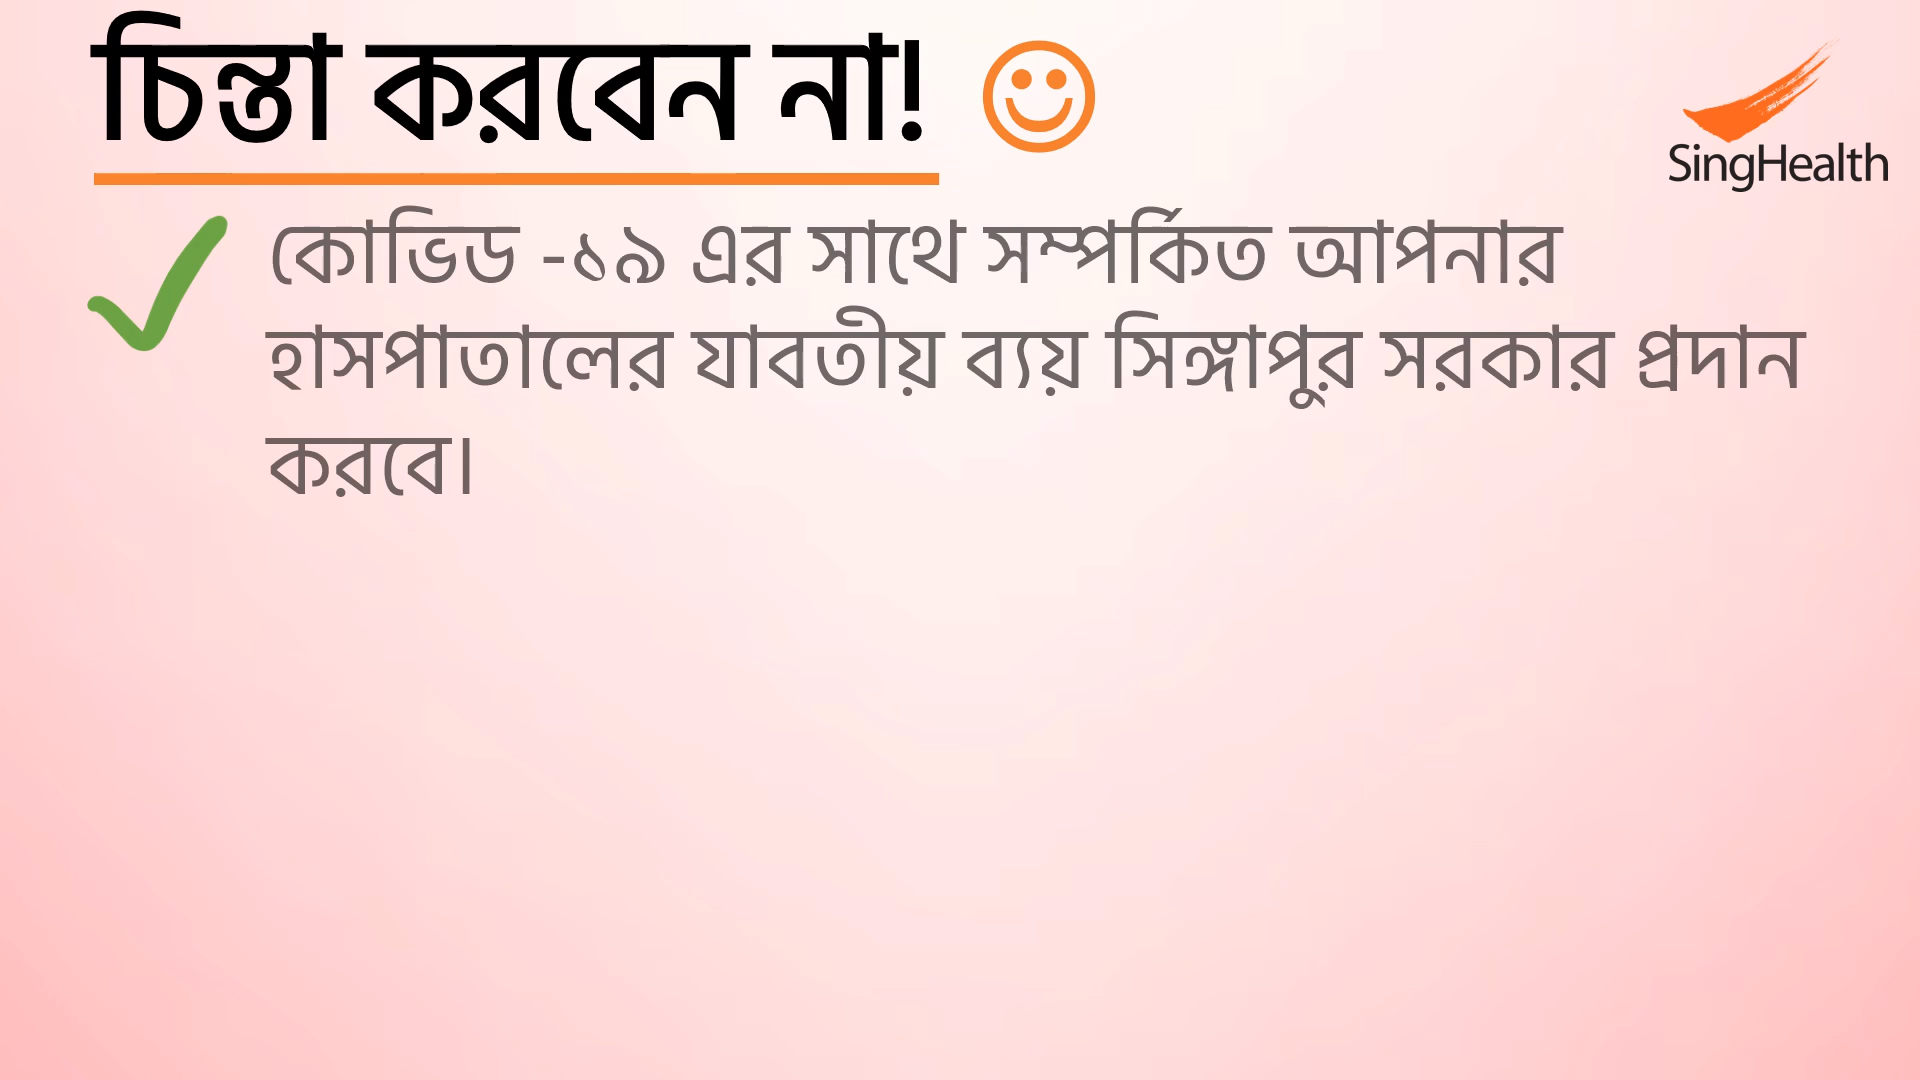 চিন্তা করবেন না!
SingHealth
কোভিড -১৯ এর সাথে সম্পর্কিত আপনার
হাসপাতালের যাবতীয় ব্যয় সিঙ্গাপুর সরকার প্রদান
করবে।